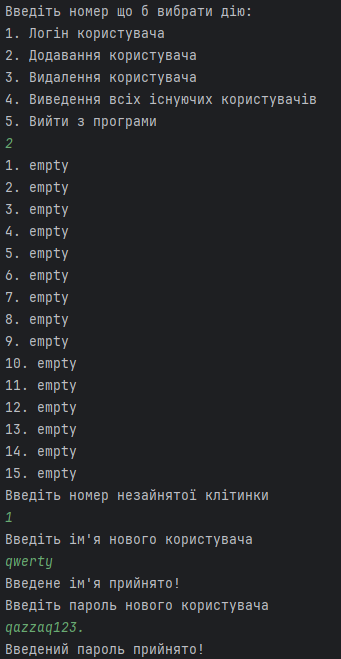 Введіть номер що б вибрати дію:
1. Логін користувача
2. Додавання користувача
3. Видалення користувача
4. Виведення всіх існуючих користувачів
5. Вийти з програми
2
1. empty
2. empty
3. empty
4. empty
5. empty
6. empty
7. empty
8. empty
9. empty
10. empty
11. empty
12. empty
13. empty
14. empty
15. empty
Введіть номер незайнятої клітинки
1
Введіть ім'я нового користувача
qwerty
Введене ім'я прийнято!
Введіть пароль нового користувача
qazzaq123.
Введений пароль прийнято!